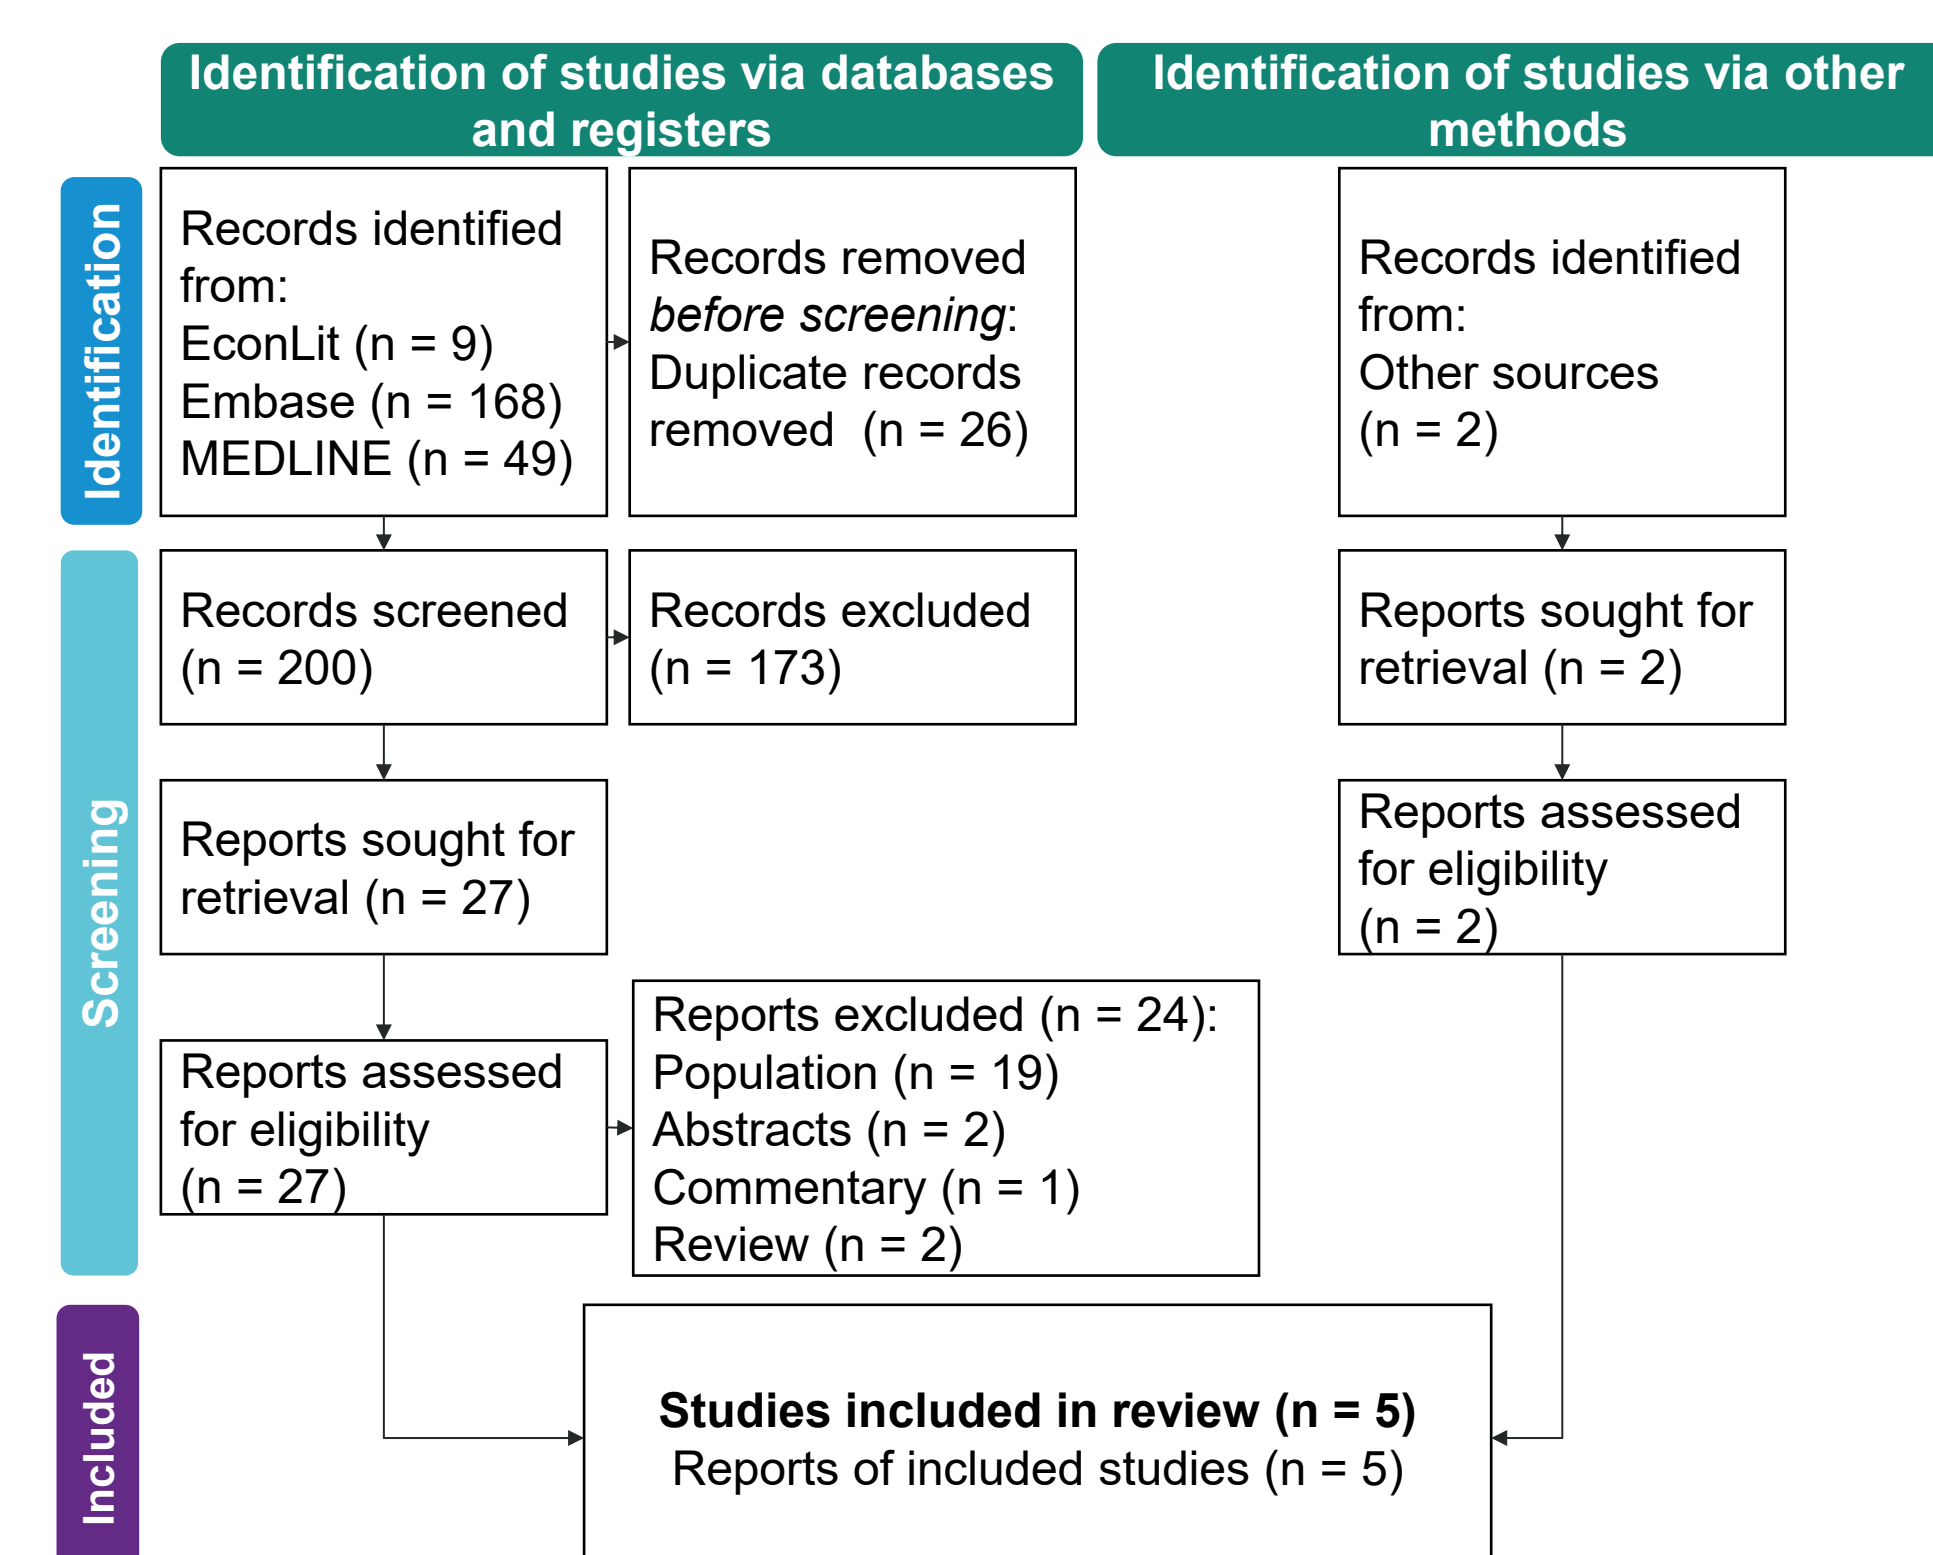 Identification of studies via databases
and registers
Identification of studies via other
methods
Identification
Records identified
from:
EconLit (n = 9)
Embase (n = 168)
MEDLINE (n = 49)
Records removed
before screening:
Duplicate records
removed (n = 26)
Records identified
from:
Other sources
(n = 2)
Screening
Records screened
(n = 200)
Records excluded
(n = 173)
Reports sought for
retrieval (n = 2)
Reports sought for
retrieval (n = 27)
Reports assessed
for eligibility
(n = 2)
Reports assessed
for eligibility
(n = 27)
Reports excluded (n = 24):
Population (n = 19)
Abstracts (n = 2)
Commentary (n = 1)
Review (n = 2)
Included
Studies included in review (n = 5)
Reports of included studies (n = 5)